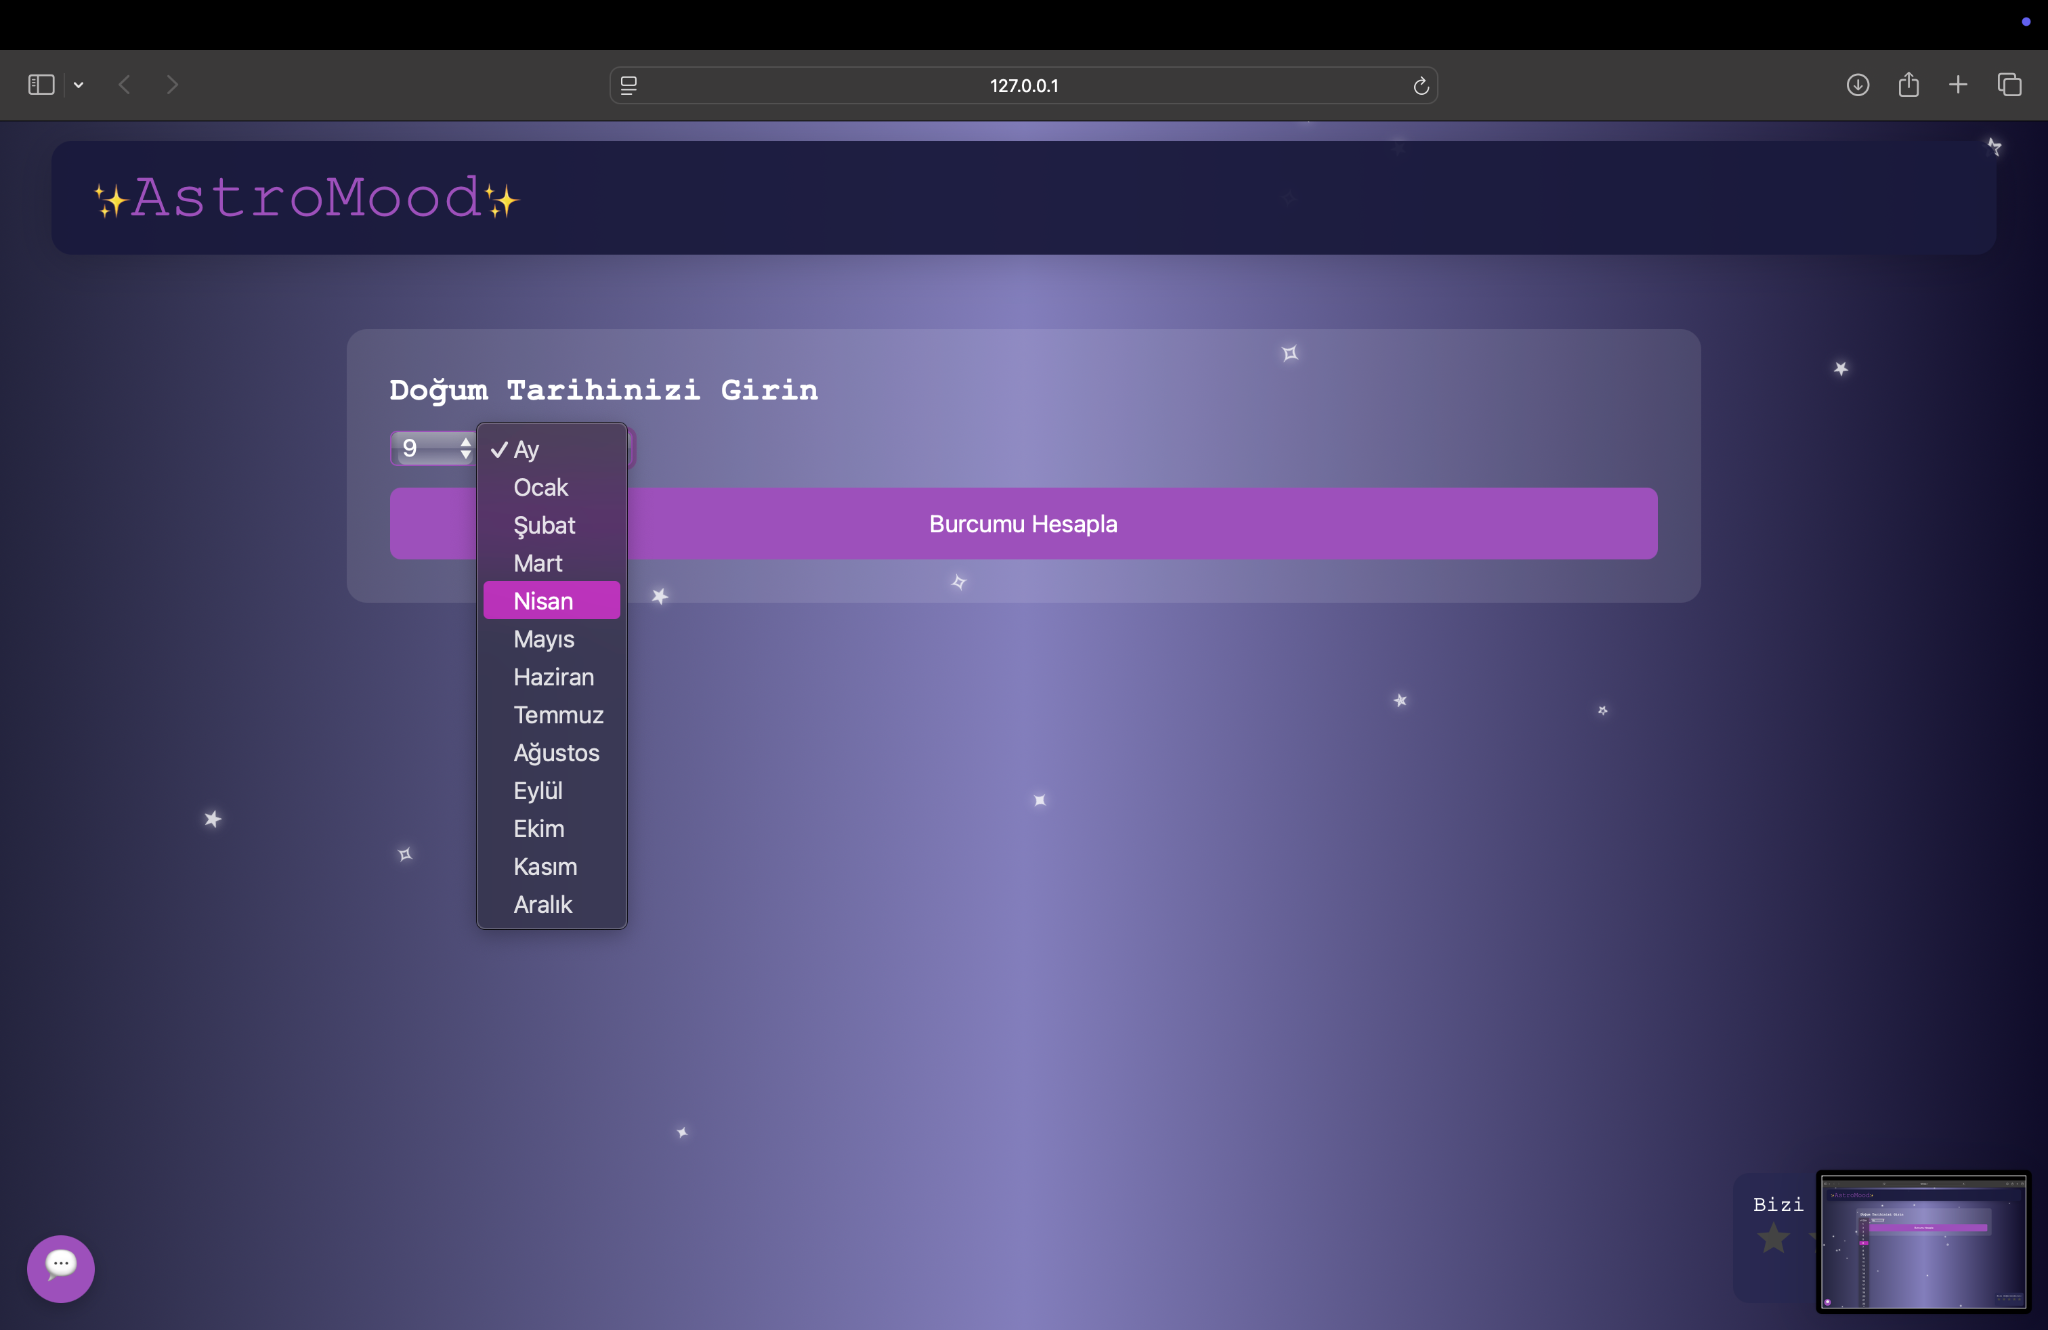 127.0.0.1
✨AstroMood✨
Doğum Tarihinizi Girin
9
✓ Ay
Ocak
Şubat
Mart
Nisan
Mayıs
Haziran
Temmuz
Ağustos
Eylül
Ekim
Kasım
Aralık
Burcumu Hesapla
Bizi